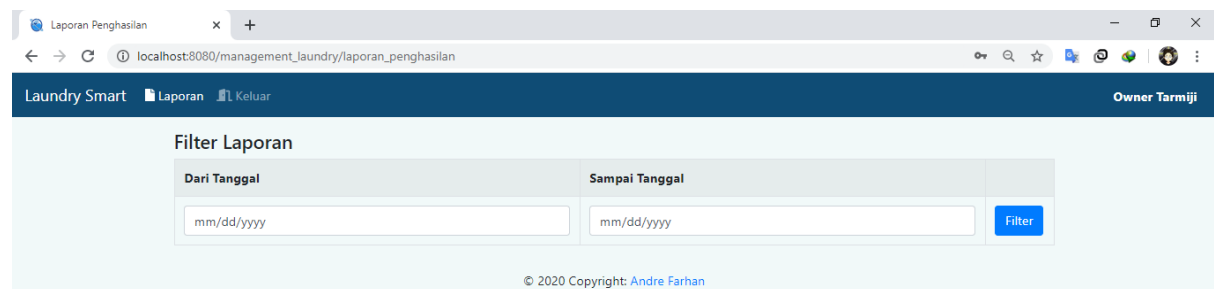 Laporan Penghasilan
localhost:8080/management_laundry/laporan_penghasilan
Laundry Smart Laporan Keluar Owner Tarmiji
Filter Laporan
Dari Tanggal Sampai Tanggal
mm/dd/yyyy mm/dd/yyyy Filter
© 2020 Copyright: Andre Farhan